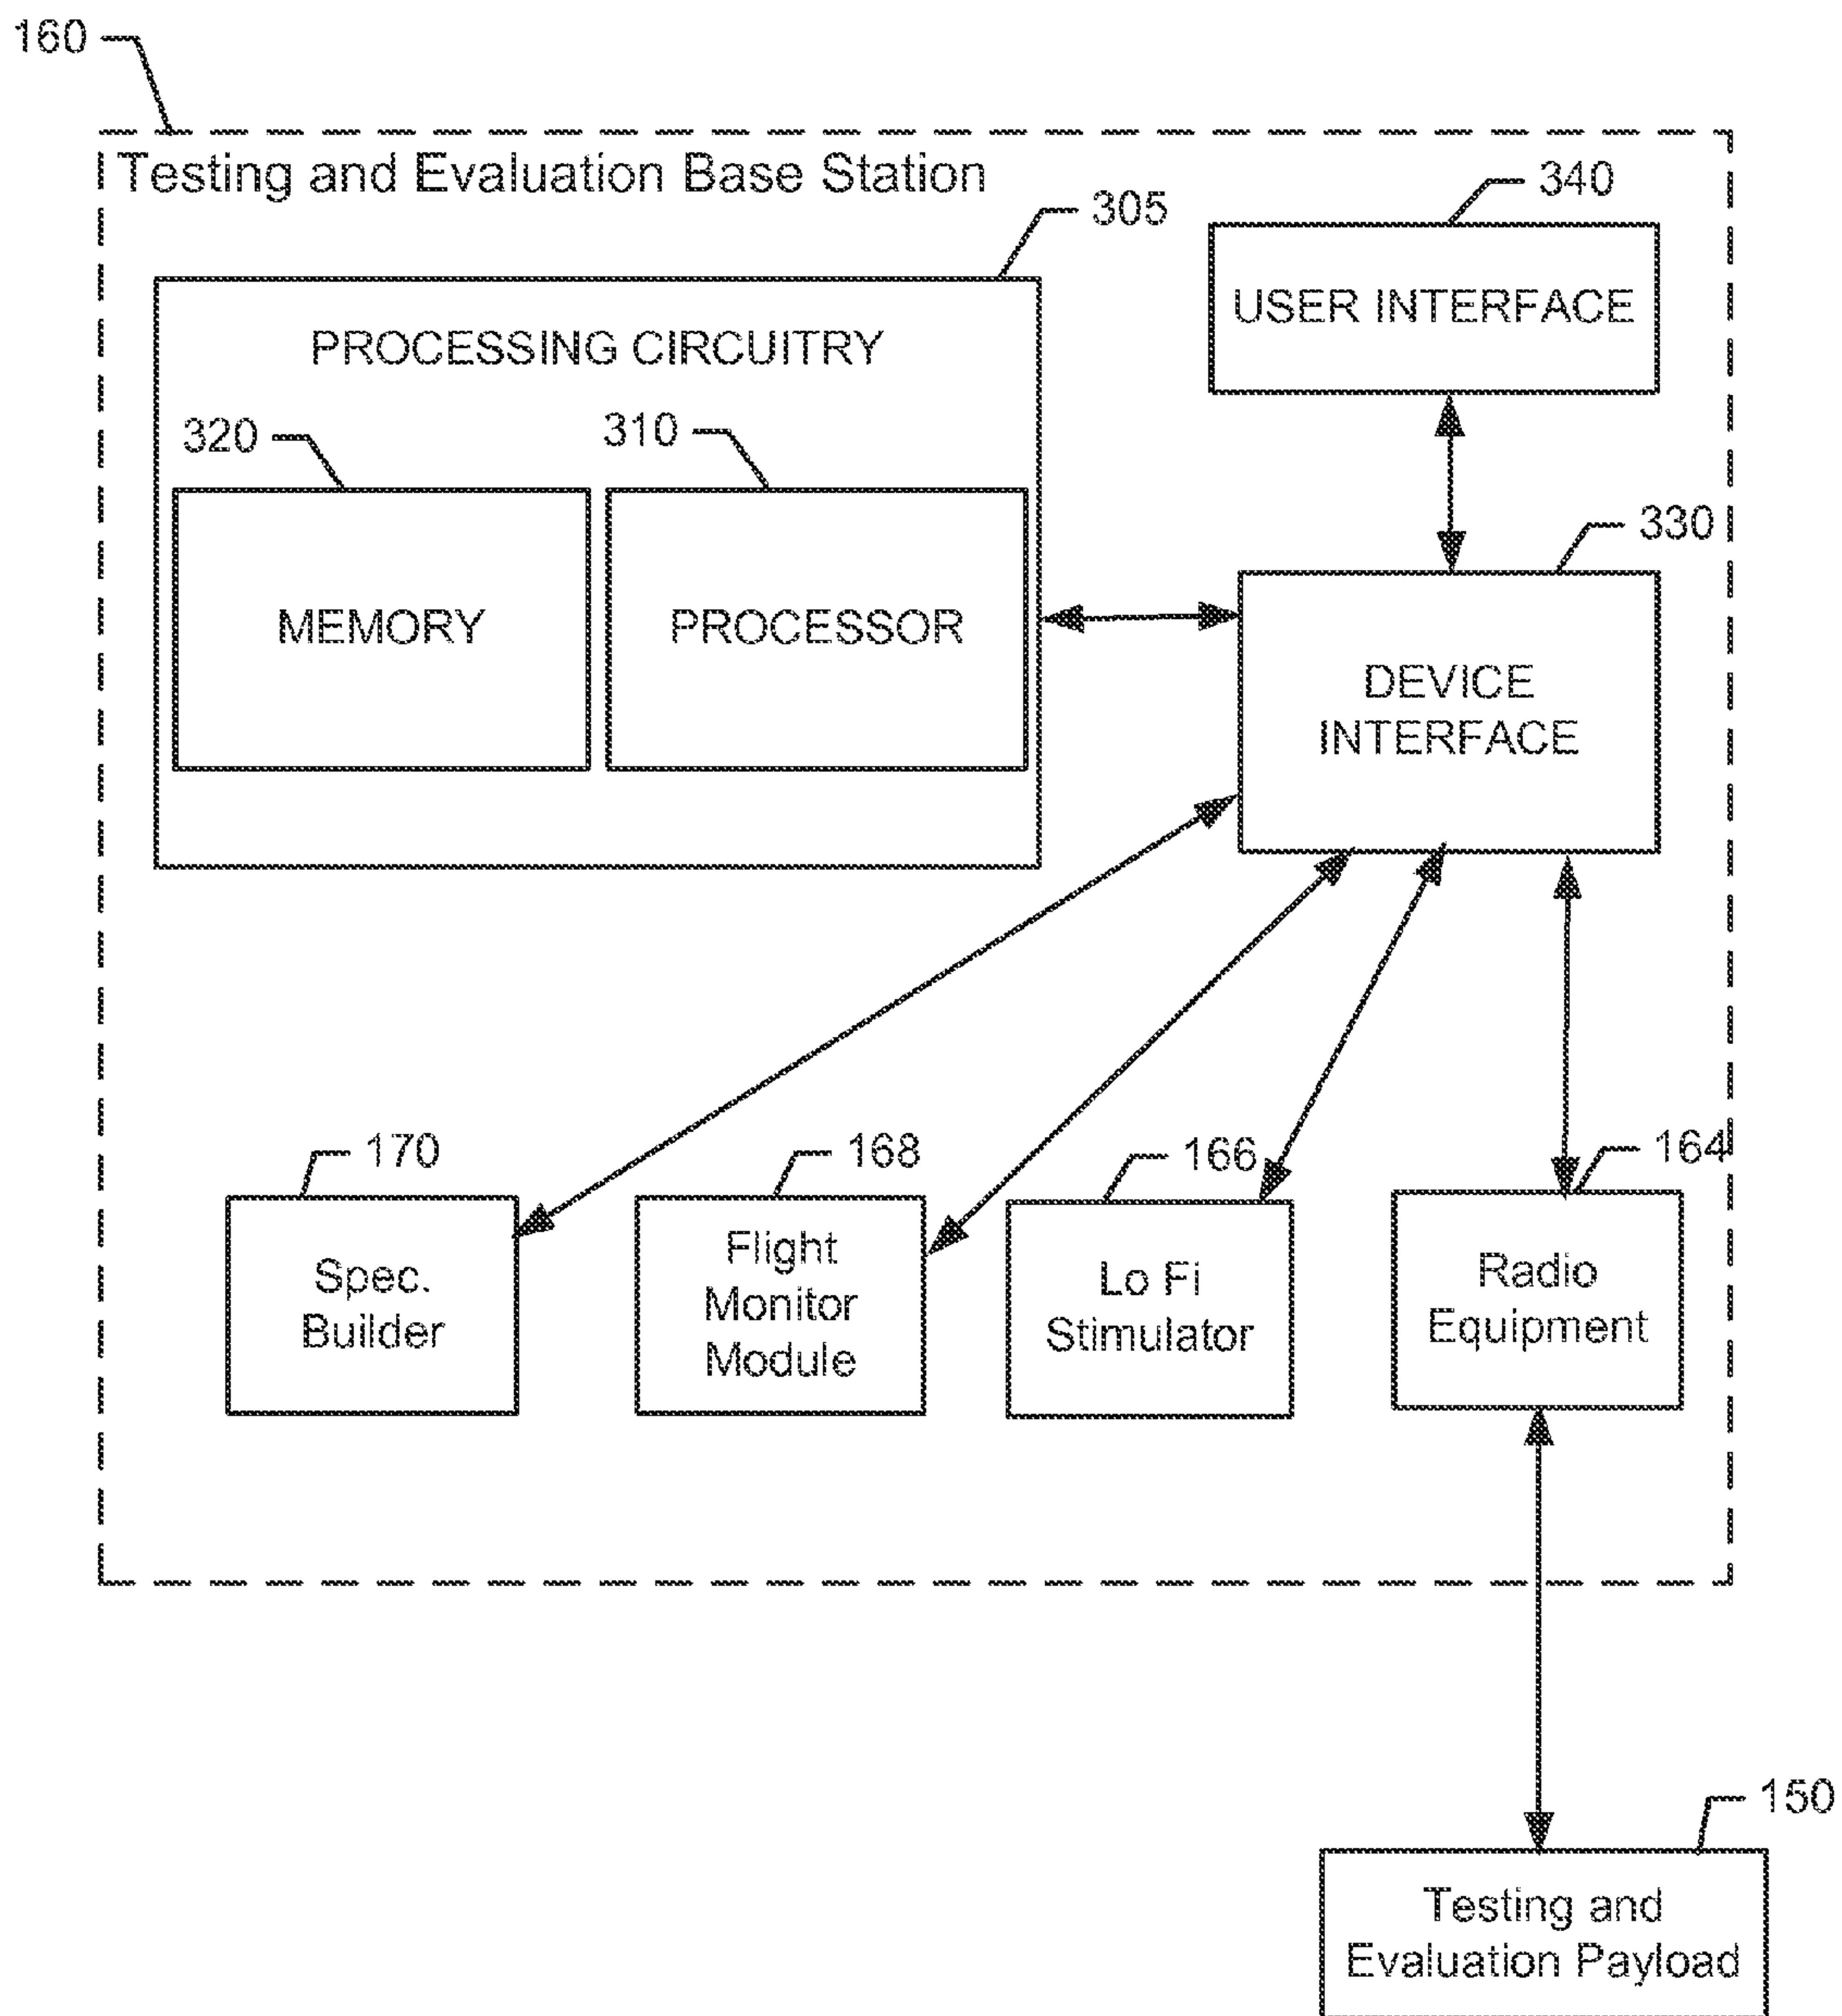 160
Testing and Evaluation Base Station
340
305
USER INTERFACE
PROCESSING CIRCUITRY
320
310
330
MEMORY
PROCESSOR
DEVICE
INTERFACE
170
168
166
164
Spec.
Builder
Flight
Monitor
Module
Lo Fi
Stimulator
Radio
Equipment
150
Testing and
Evaluation Payload